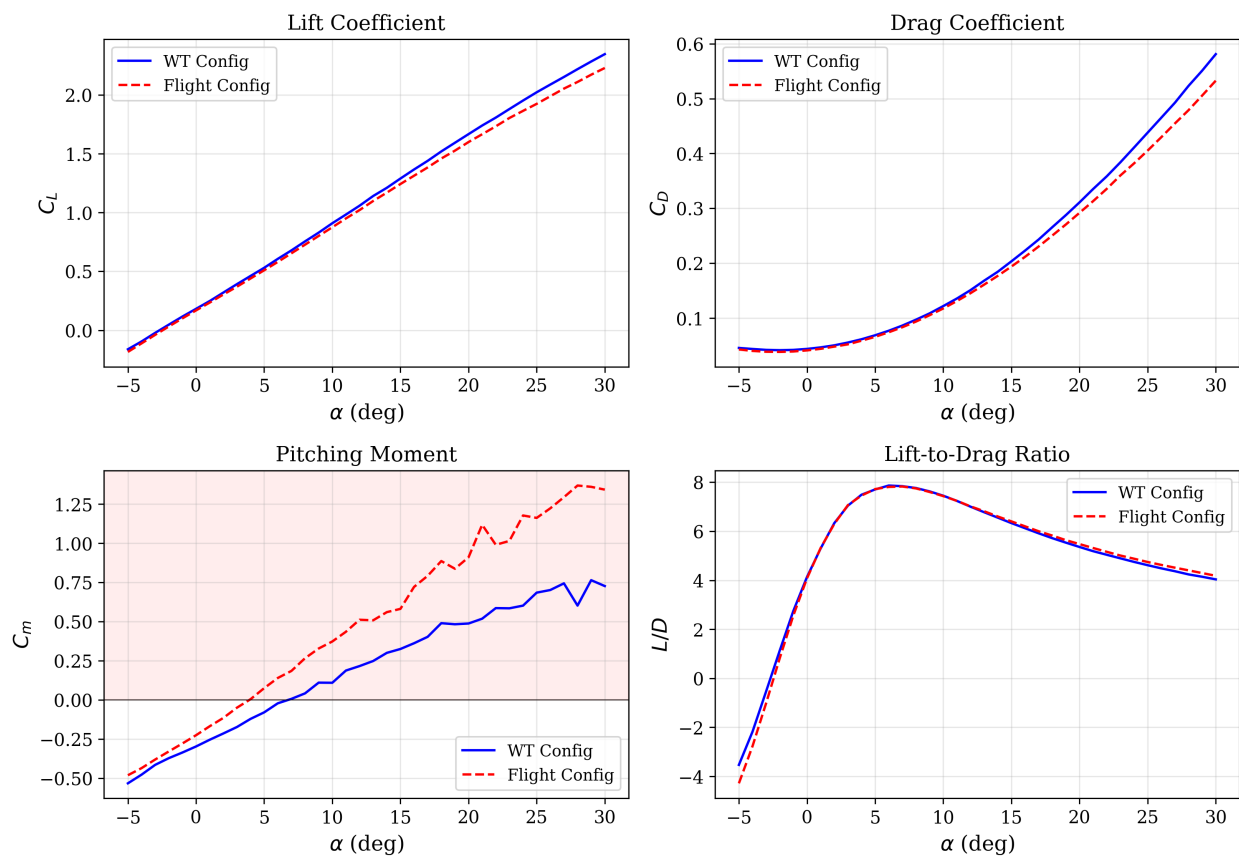 Lift Coefficient
WT Config
Flight Config
C_L
2.0
1.5
1.0
0.5
0.0
−5 0 5 10 15 20 25 30
α (deg)
Drag Coefficient
WT Config
Flight Config
C_D
0.6
0.5
0.4
0.3
0.2
0.1
−5 0 5 10 15 20 25 30
α (deg)
Pitching Moment
C_m
1.25
1.00
0.75
0.50
0.25
0.00
−0.25
−0.50
WT Config
Flight Config
−5 0 5 10 15 20 25 30
α (deg)
Lift-to-Drag Ratio
WT Config
Flight Config
L/D
8
6
4
2
0
−2
−4
−5 0 5 10 15 20 25 30
α (deg)